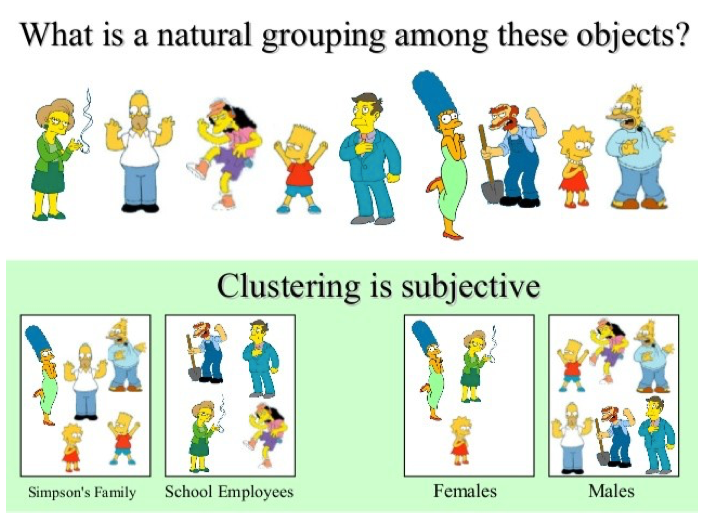 What is a natural grouping among these objects?
Clustering is subjective
Simpson's Family
School Employees
Females
Males